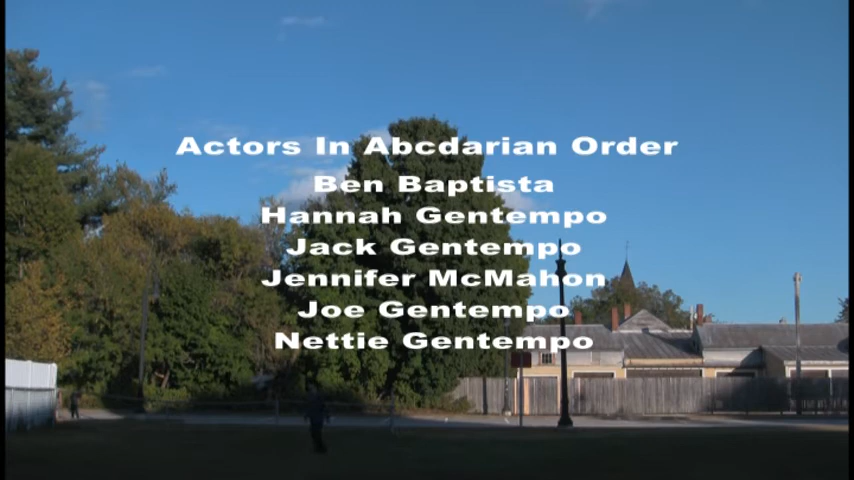 Actors In Abcdarian Order
Ben Baptista
Hannah Gentempo
Jack Gentempo
Jennifer McMahon
Joe Gentempo
Nettie Gentempo